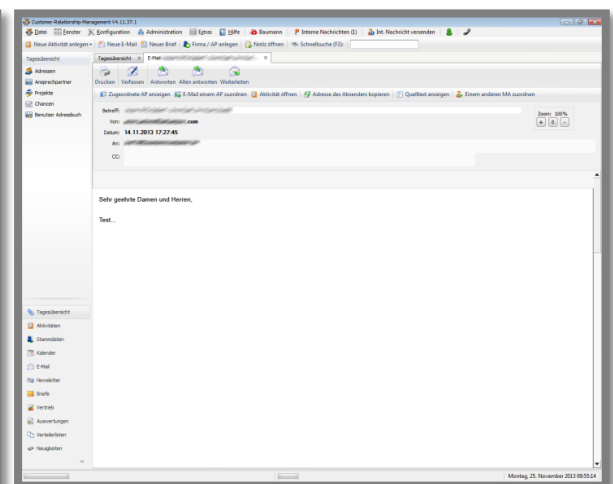 Customer-Relationship-Management V4.11.37.1
Datei Fenster Konfiguration Administration Extras Hilfe Baumann Interne Nachrichten (1) Int. Nachricht versenden
Neue Aktivität anlegen Neue E-Mail Neuer Brief Firma / AP anlegen Notiz öffnen Schnellsuche (F3):
Tagesübersicht
Tagesübersicht E-Mail:
Adressen
Ansprechpartner
Projekte
Chancen
Benutzer Adressbuch
Drucken Verfassen Antworten Allen antworten Weiterleiten
Zugeordnete AP anzeigen E-Mail einem AP zuordnen Aktivität öffnen Adresse des Absenders kopieren Quelltext anzeigen Einem anderen MA zuordnen
Betreff:
Zoom: 100%
Von: .com
+ 0 -
Datum: 14.11.2013 17:27:45
An:
CC:
Sehr geehrte Damen und Herren,
Test...
Tagesübersicht
Aktivitäten
Stammdaten
Kalender
E-Mail
Newsletter
Briefe
Vertrieb
Auswertungen
Verteilerlisten
Neuigkeiten
Montag, 25. November 2013 09:55:14